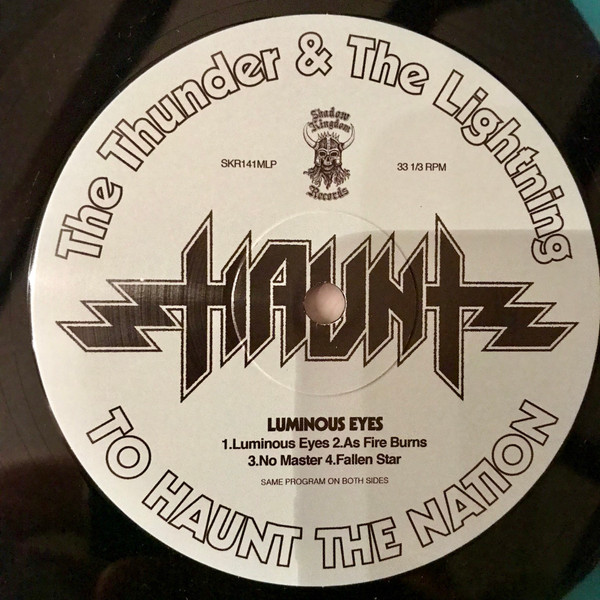 The Thunder & The Lightning
Shadow
Kingdom
Records
SKR141MLP
33 1/3 RPM
HAUNT
LUMINOUS EYES
1.Luminous Eyes 2.As Fire Burns
3.No Master 4.Fallen Star
SAME PROGRAM ON BOTH SIDES
TO HAUNT THE NATION